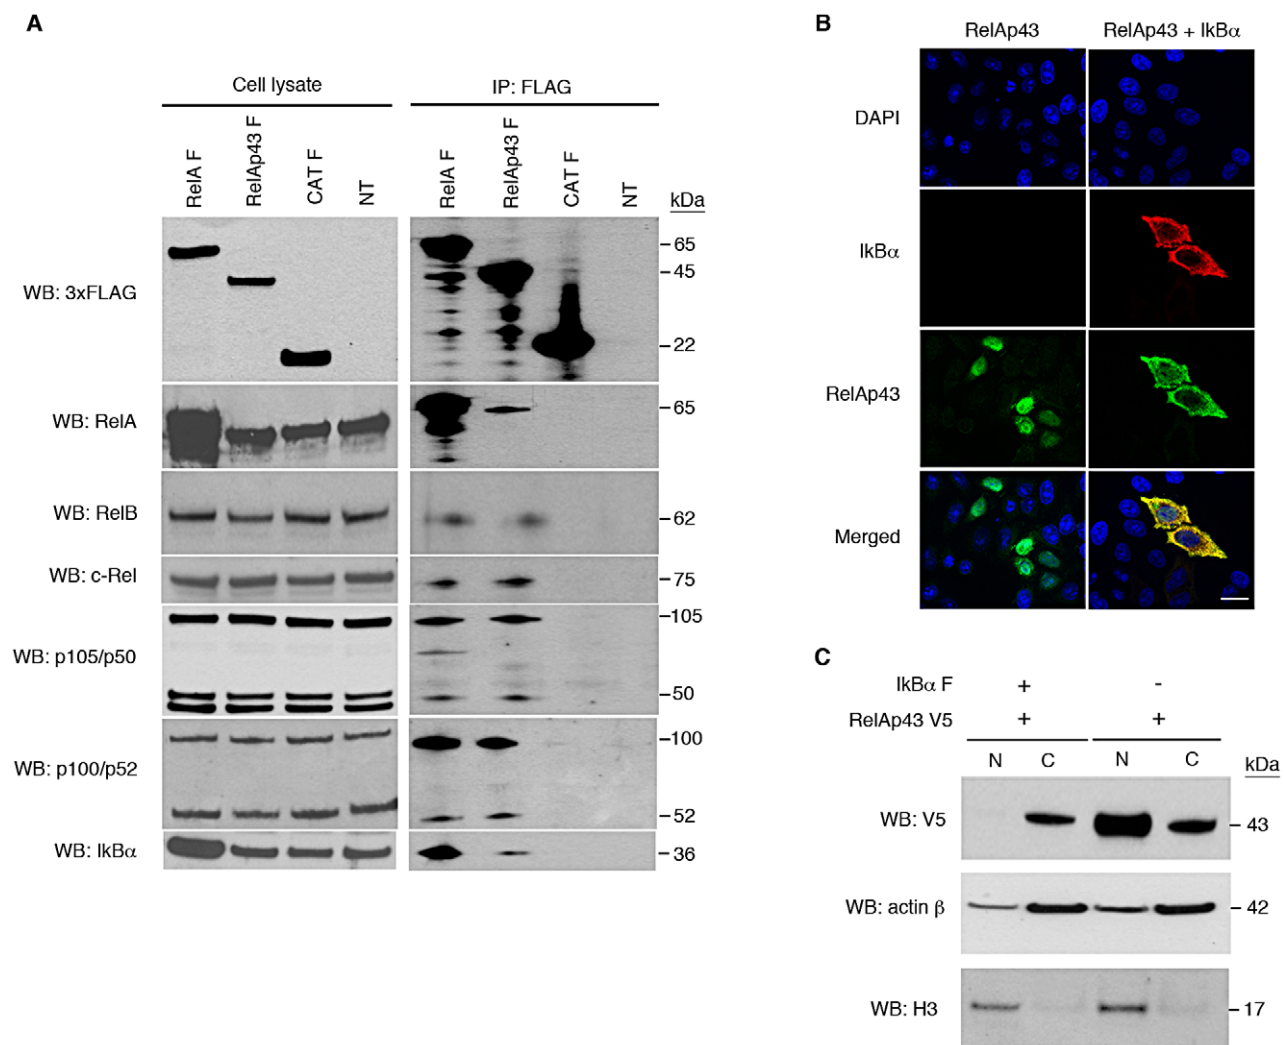 A
Cell lysate
IP: FLAG
RelA F
RelAp43 F
CAT F
NT
RelA F
RelAp43 F
CAT F
NT
kDa
WB: 3xFLAG
65
45
22
WB: RelA
65
WB: RelB
62
WB: c-Rel
75
WB: p105/p50
105
50
WB: p100/p52
100
52
WB: IkBα
36
B
RelAp43
RelAp43 + IkBα
DAPI
IkBα
RelAp43
Merged
C
IkBα F + -
RelAp43 V5 + +
N C N C kDa
WB: V5
43
WB: actin β
42
WB: H3
17